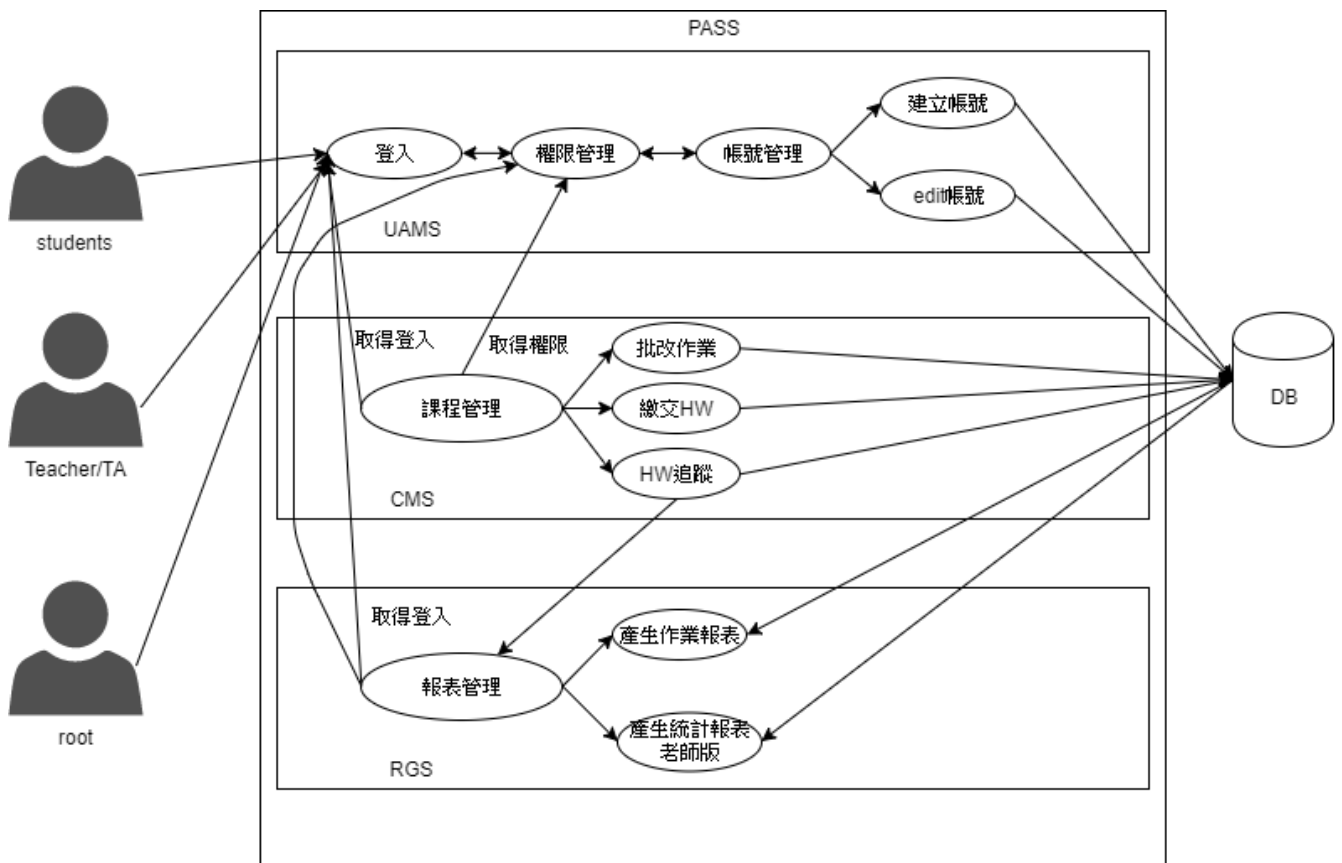 PASS
students
登入
權限管理
帳號管理
建立帳號
edit帳號
UAMS
Teacher/TA
取得登入
取得權限
課程管理
批改作業
繳交HW
HW追蹤
CMS
DB
root
取得登入
報表管理
產生作業報表
產生統計報表
老師版
RGS